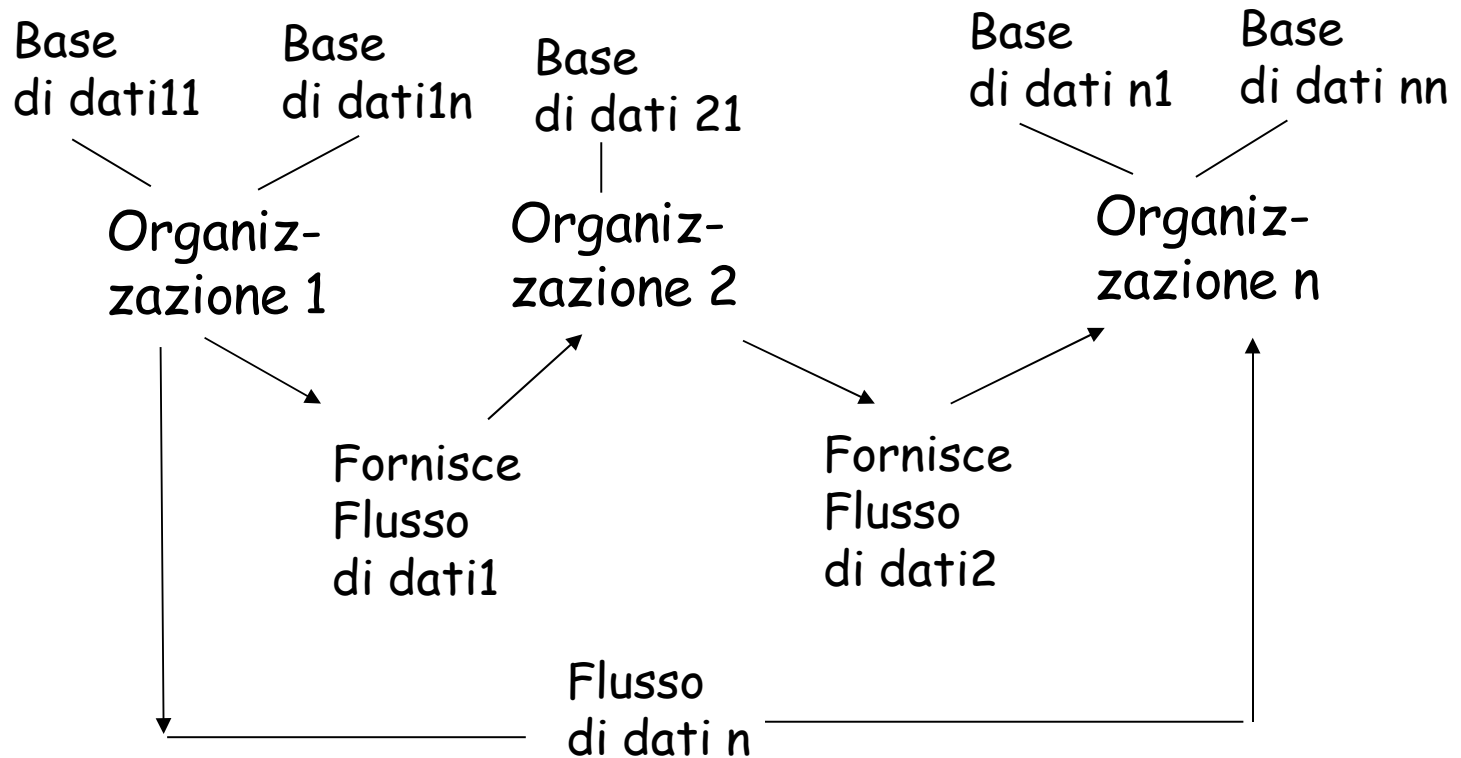 Base
di dati11
Base
di dati1n
Base
di dati 21
Base
di dati n1
Base
di dati nn
Organiz-
zazione 1
Organiz-
zazione 2
Organiz-
zazione n
Fornisce
Flusso
di dati1
Fornisce
Flusso
di dati2
Flusso
di dati n